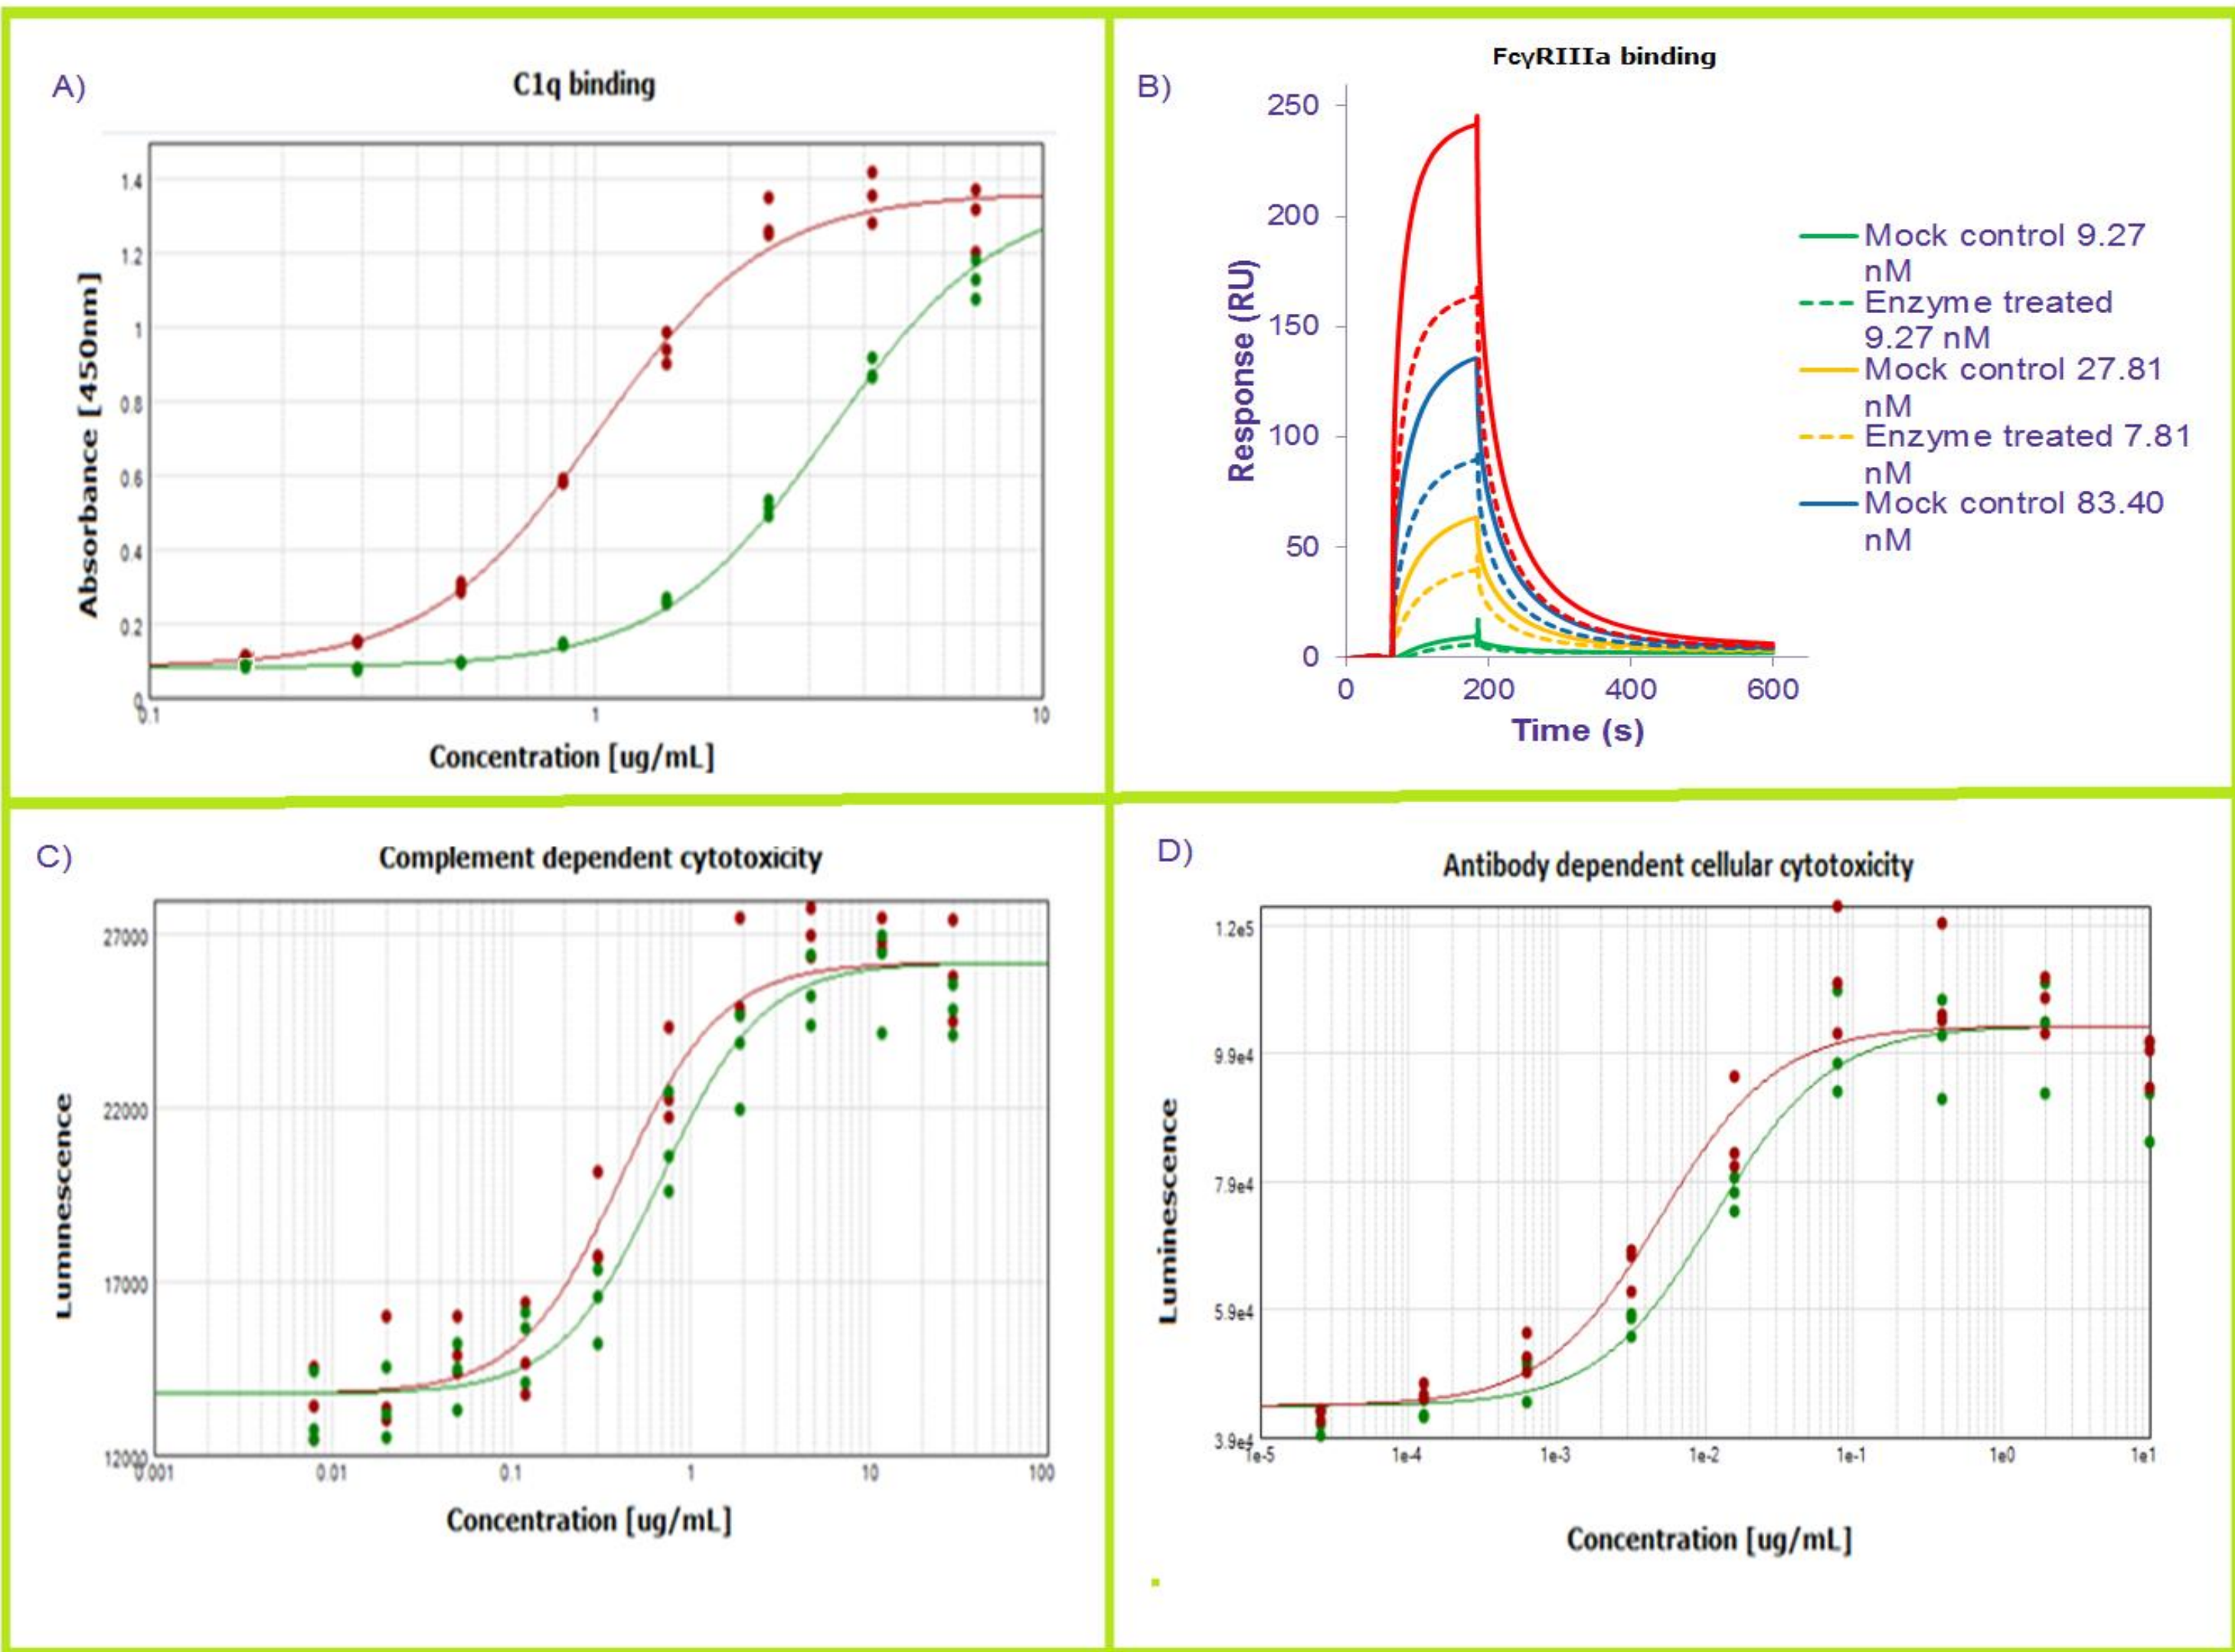 A)
C1q binding
Absorbance [450nm]
1.4
1.2
1
0.8
0.6
0.4
0.2
0
0.1
1
10
Concentration [ug/mL]
B)
FcγRIIIa binding
Response (RU)
250
200
150
100
50
0
0
200
400
600
Time (s)
Mock control 9.27
nM
Enzyme treated
9.27 nM
Mock control 27.81
nM
Enzyme treated 7.81
nM
Mock control 83.40
nM
C)
Complement dependent cytotoxicity
Luminescence
27000
22000
17000
12000
0.001
0.01
0.1
1
10
100
Concentration [ug/mL]
D)
Antibody dependent cellular cytotoxicity
Luminescence
1.2e5
9.9e4
7.9e4
5.9e4
3.9e4
1e-5
1e-4
1e-3
1e-2
1e-1
1e0
1e1
Concentration [ug/mL]